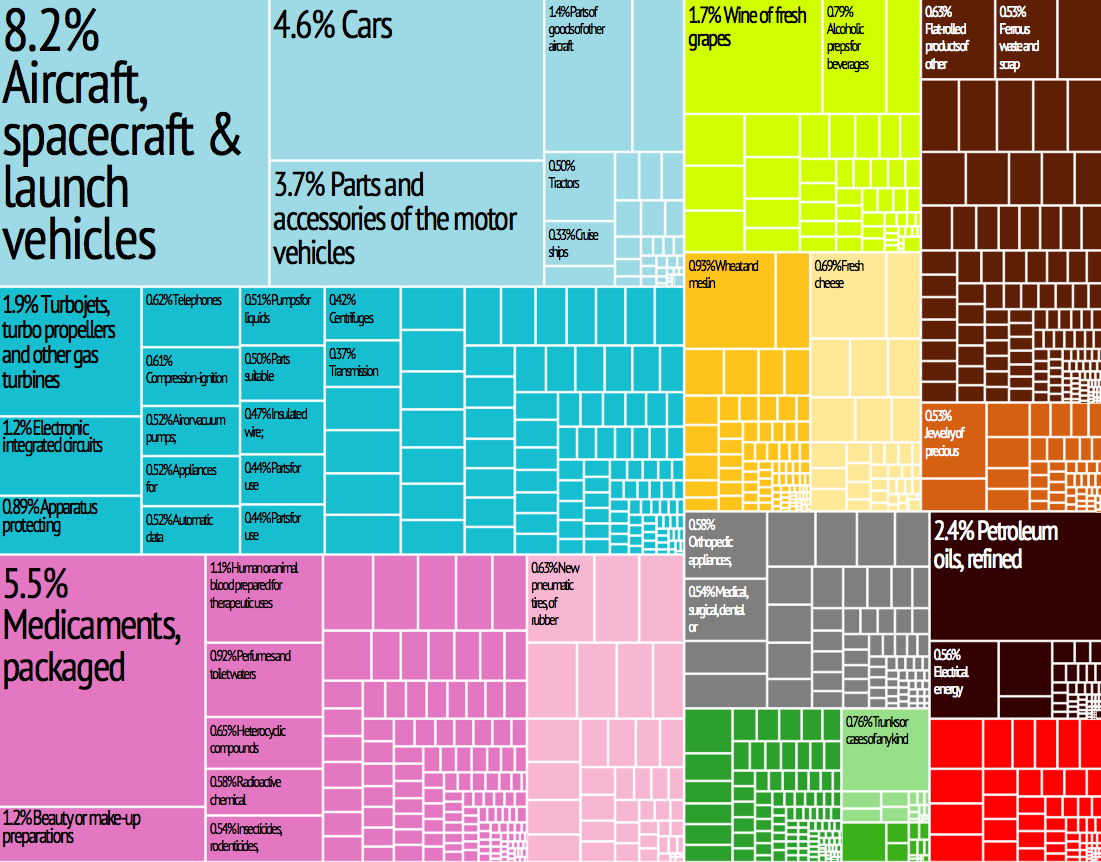 8.2%
Aircraft,
spacecraft &
launch
vehicles
4.6% Cars
3.7% Parts and
accessories of the motor
vehicles
1.4% Parts of
goods of other
aircraft
0.50%
Tractors
0.33% Cruise
ships
1.7% Wine of fresh
grapes
0.79%
Alcoholic
preps for
beverages
0.63%
Flat-rolled
products of
other
0.53%
Ferrous
waste and
scrap
0.93% Wheat and
meslin
0.69% Fresh
cheese
1.9% Turbojets,
turbo propellers
and other gas
turbines
1.2% Electronic
integrated circuits
0.89% Apparatus
protecting
0.62% Telephones
0.61%
Compression-ignition
0.52% Air or vacuum
pumps;
0.52% Appliances
for
0.52% Automatic
data
0.51% Pumps for
liquids
0.50% Parts
suitable
0.47% Insulated
wire;
0.44% Parts for
use
0.44% Parts for
use
0.42%
Centrifuges
0.37%
Transmission
0.53%
Jewelry of
precious
5.5%
Medicaments,
packaged
1.2% Beauty or make-up
preparations
1.1% Human or animal
blood prepared for
therapeutic uses
0.92% Perfumes and
toilet waters
0.65% Heterocyclic
compounds
0.58% Radioactive
chemical
0.54% Insecticides,
rodenticides,
0.63% New
pneumatic
tires, of
rubber
0.58%
Orthopedic
appliances,
0.54% Medical,
surgical, dental
or
2.4% Petroleum
oils, refined
0.56%
Electrical
energy
0.76% Trunks or
cases of any kind